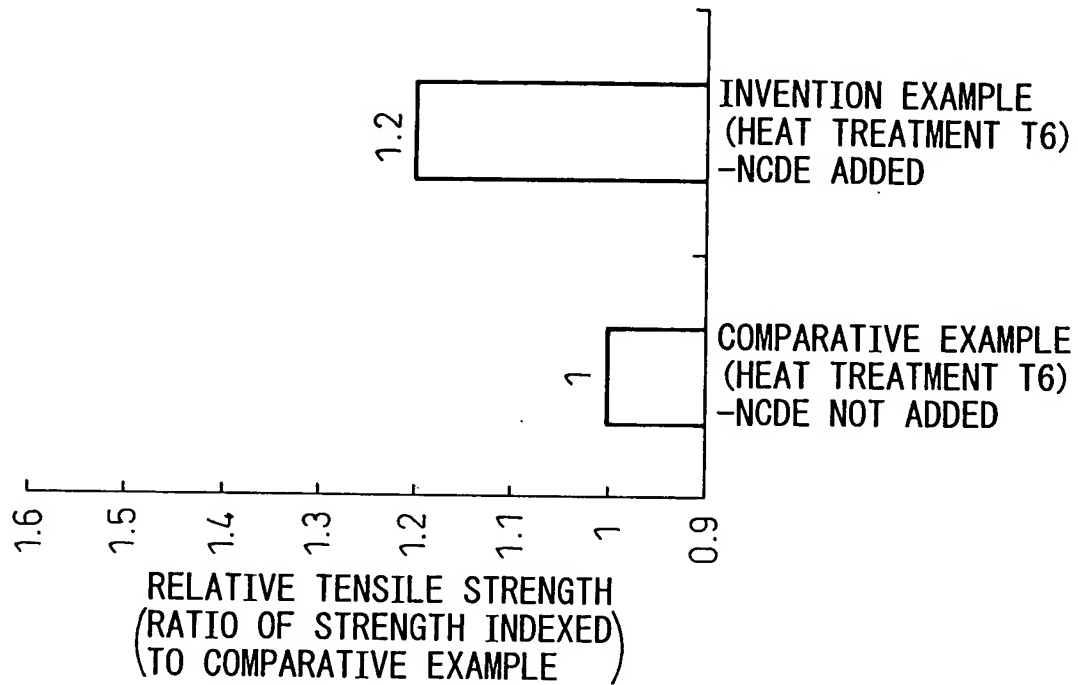 1.2
INVENTION EXAMPLE
(HEAT TREATMENT T6)
-NCDE ADDED
1
COMPARATIVE EXAMPLE
(HEAT TREATMENT T6)
-NCDE NOT ADDED
1.6
1.5
1.4
1.3
1.2
1.1
1
0.9
RELATIVE TENSILE STRENGTH
(RATIO OF STRENGTH INDEXED
TO COMPARATIVE EXAMPLE)